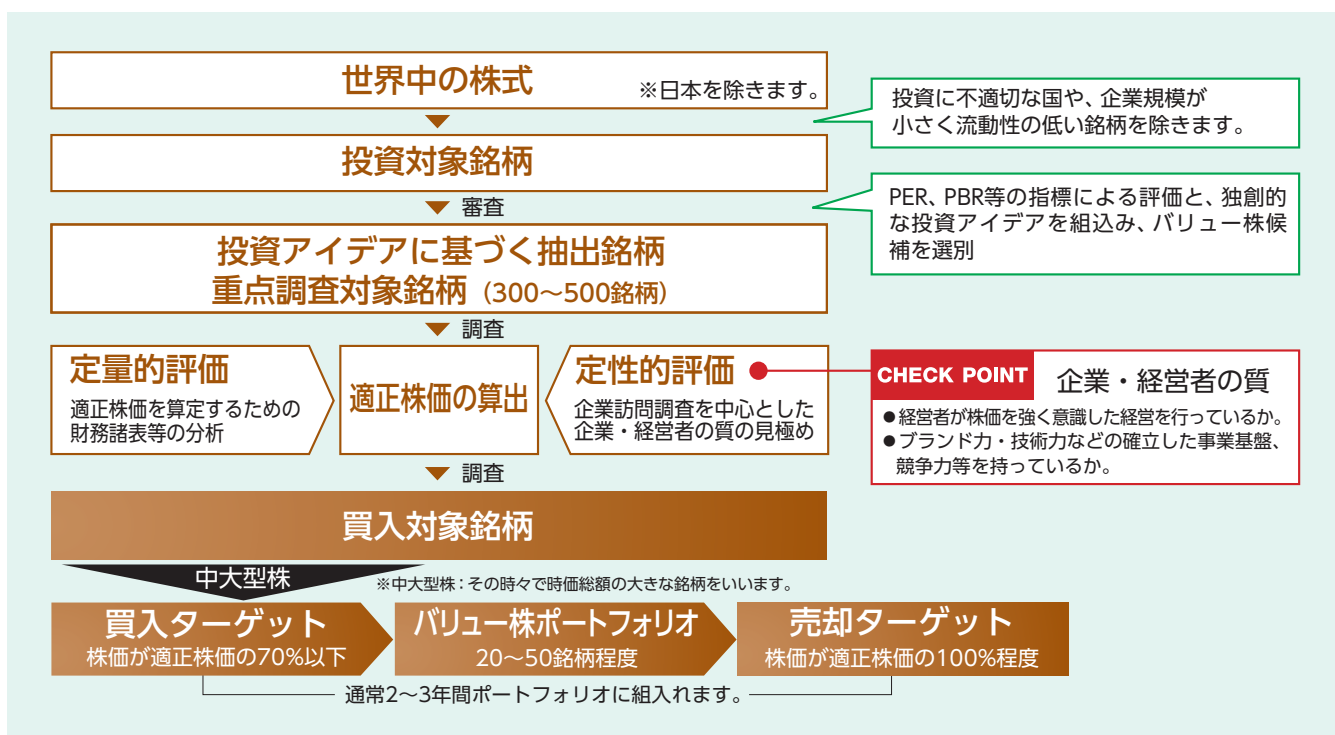 世界中の株式 ※日本を除きます。
投資に不適切な国や、企業規模が
小さく流動性の低い銘柄を除きます。
投資対象銘柄
審査
PER、PBR等の指標による評価と、独創的
な投資アイデアを組込み、バリュー株候
補を選別
投資アイデアに基づく抽出銘柄
重点調査対象銘柄（300～500銘柄）
調査
定量的評価
適正株価を算定するための
財務諸表等の分析
適正株価の算出
定性的評価
企業訪問調査を中心とした
企業・経営者の質の見極め
CHECK POINT 企業・経営者の質
●経営者が株価を強く意識した経営を行っているか。
●ブランド力・技術力などの確立した事業基盤、
競争力等を持っているか。
調査
買入対象銘柄
中大型株
※中大型株：その時々で時価総額の大きな銘柄をいいます。
買入ターゲット
株価が適正株価の70%以下
バリュー株ポートフォリオ
20～50銘柄程度
売却ターゲット
株価が適正株価の100%程度
通常2～3年間ポートフォリオに組入れます。